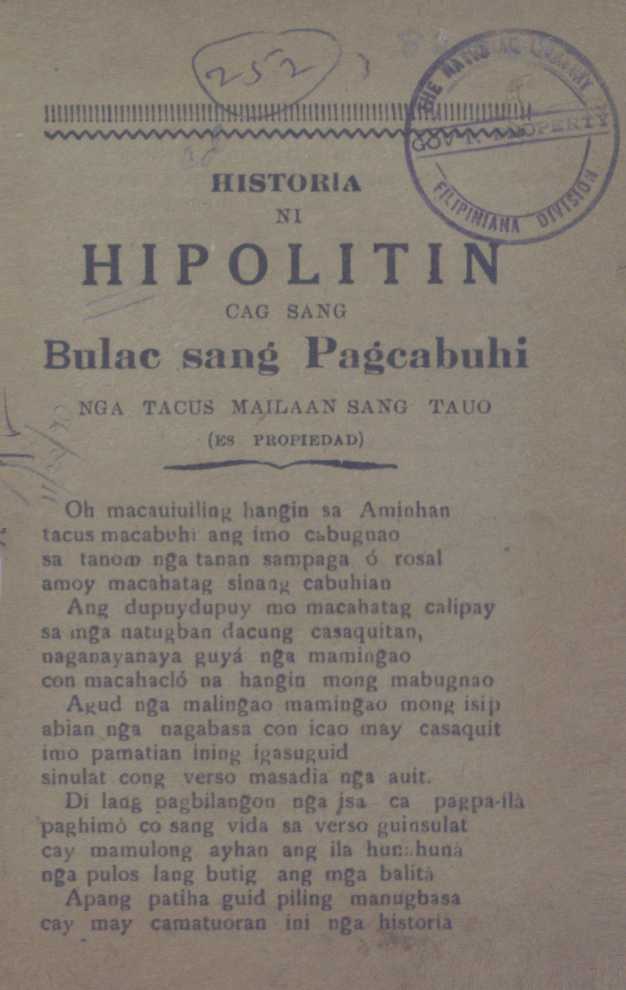 252
THE NATIONAL LIBRARY
GOV'T. PROPERTY
FILIPINIANA DIVISION
HISTORIA
NI
HIPOLITIN
CAG SANG
Bulac sang Pagcabuhi
NGA TACUS MAILAAN SANG TAUO
(ES PROPIEDAD)
Oh macauiuiling hangin sa Aminhan
tacus macabuhi ang imo cabugnao
sa tanom nga tanan sampaga ó rosal
amoy macahatag sinang cabuhian
Ang dupuydupuy mo macahatag calipay
sa mga natugban dacung casaquitan,
naganayanaya guyá nga mamingao
con macahacló na hangin mong mabugnao
Agud nga malingao mamingao mong isip
abian nga nagabasa con icao may casaquit
imo pamatian ining igasuguid
sinulat cong verso masadia nga auit.
Di lang pagbilangon nga isa ca pagpa-ilà
paghimò co sang vida sa verso guinsulat
cay mamulong ayhan ang ila hunahunà
nga pulos lang butig ang mga balità
Apang patiha guid piling manugbasa
cay may camatuoran ini nga historia